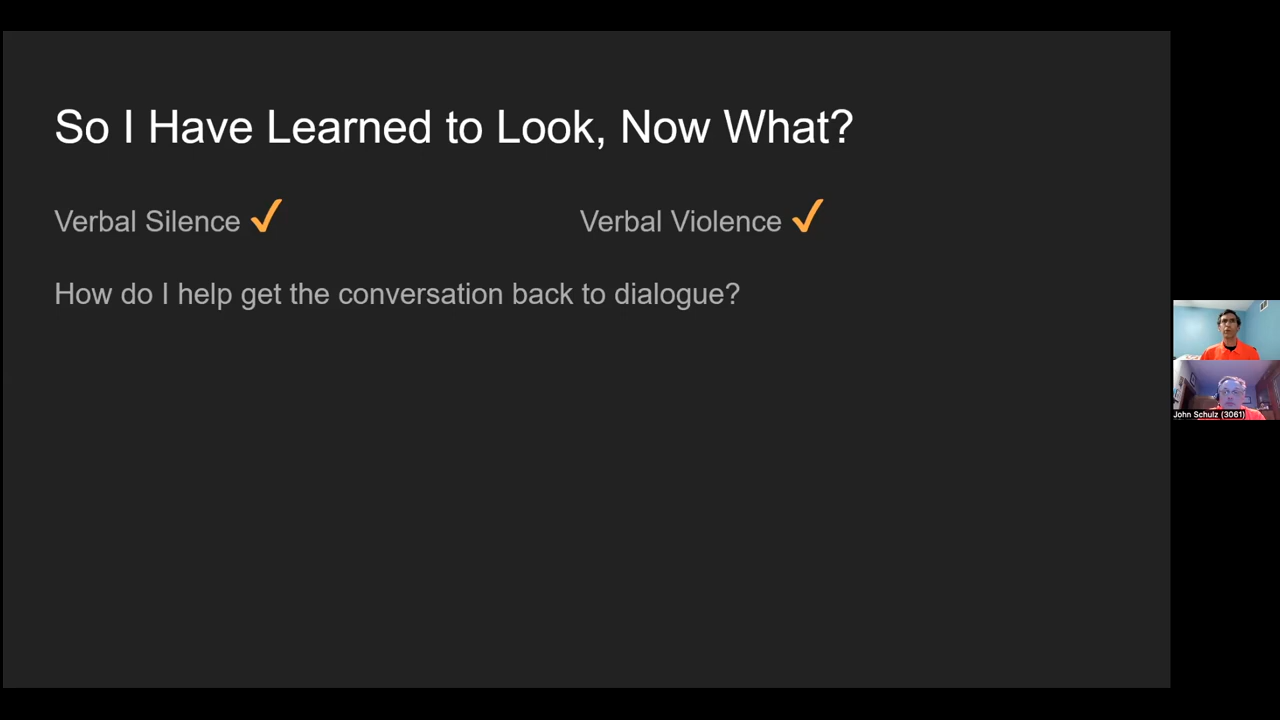 So I Have Learned to Look, Now What?
Verbal Silence ✓ Verbal Violence ✓
How do I help get the conversation back to dialogue?
John Schulz (3061)